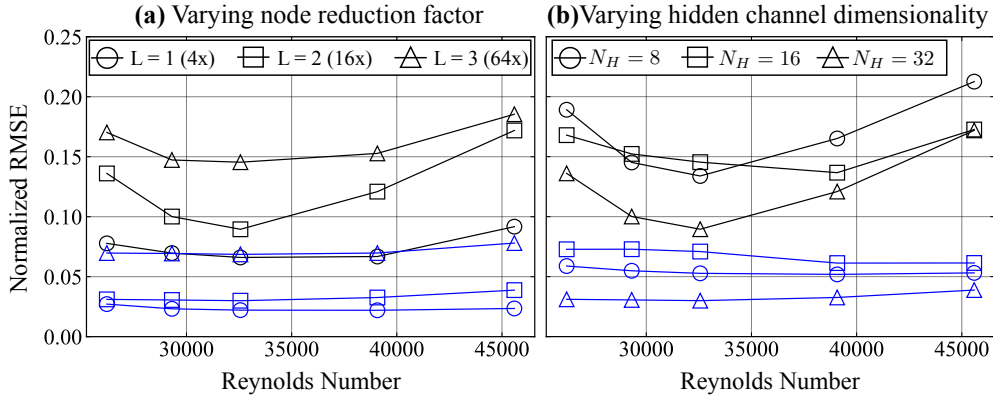 (a) Varying node reduction factor
(b)Varying hidden channel dimensionality
Normalized RMSE
0.25
0.20
0.15
0.10
0.05
0.00
L = 1 (4x) L = 2 (16x) L = 3 (64x)
N_H = 8 N_H = 16 N_H = 32
30000 35000 40000 45000
30000 35000 40000 45000
Reynolds Number
Reynolds Number